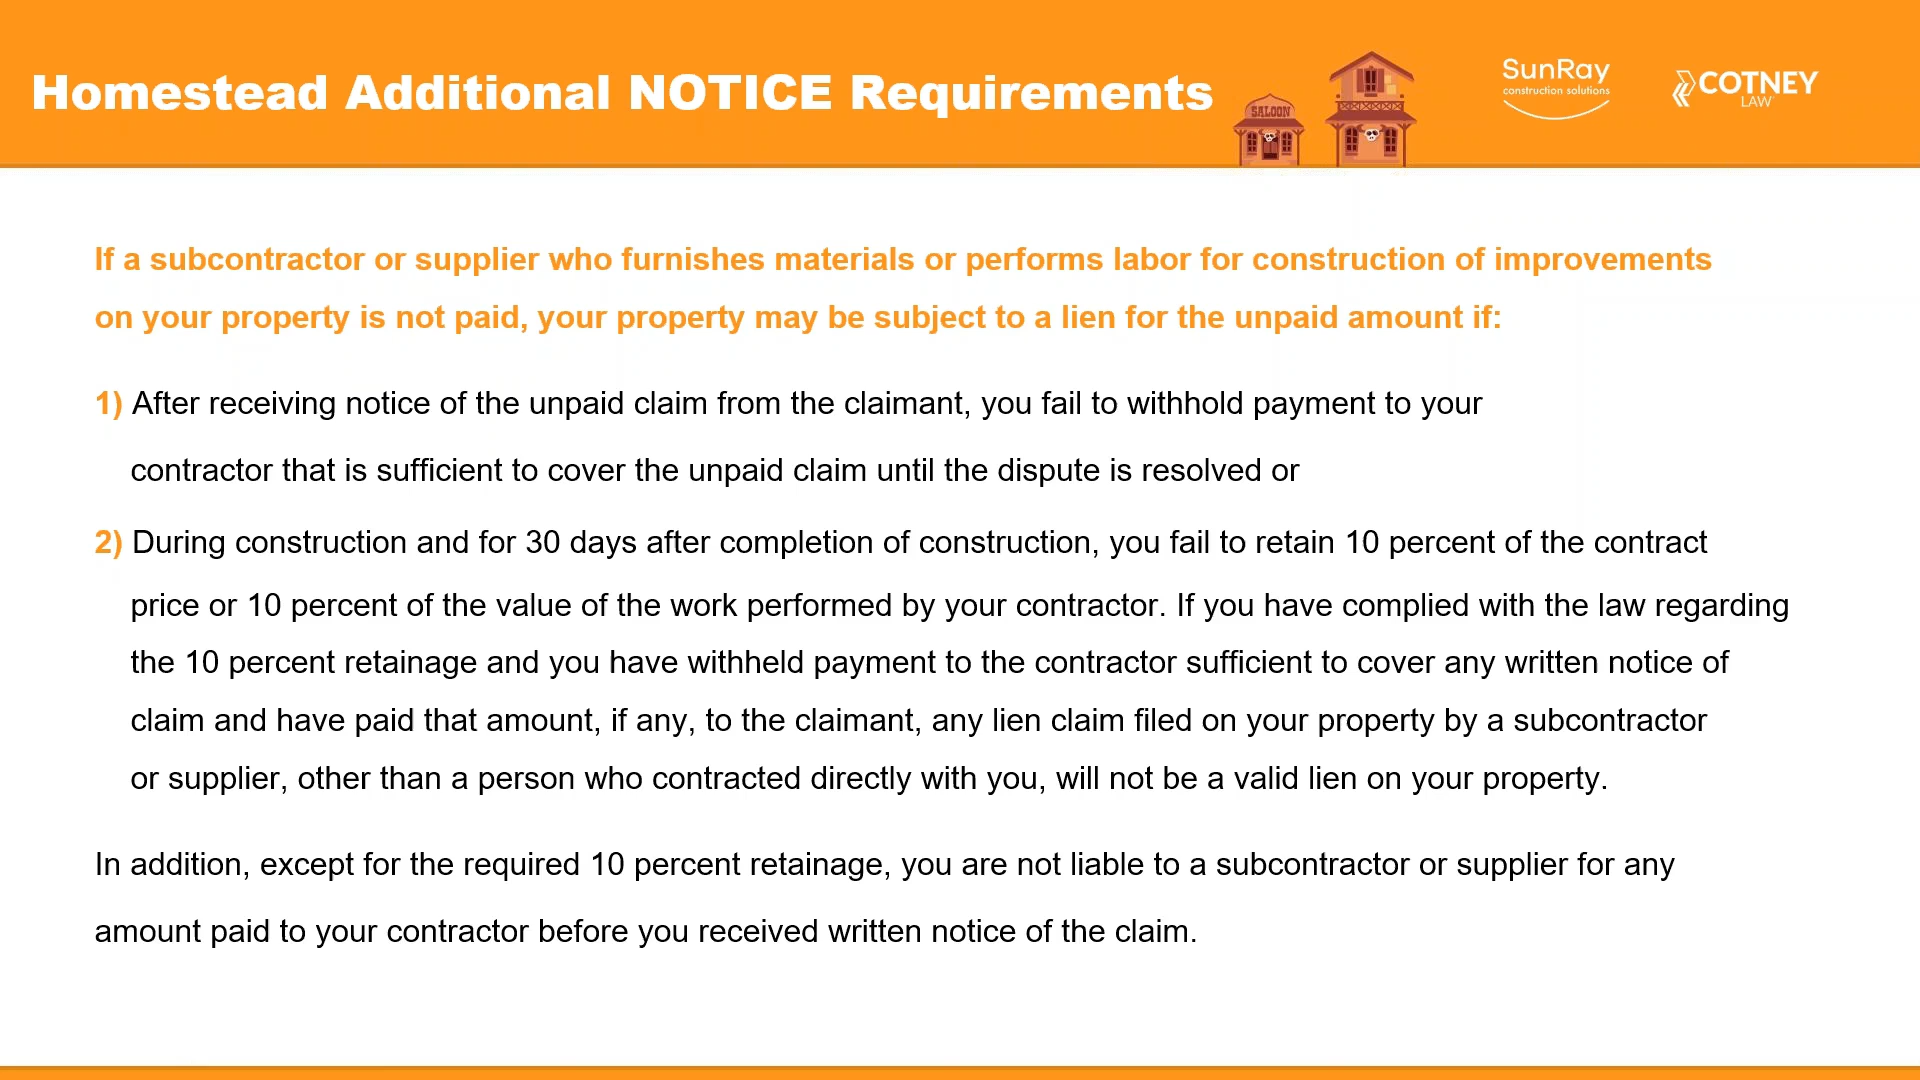 Homestead Additional NOTICE Requirements
SALOON
SunRay
construction solutions
COTNEY
LAW
If a subcontractor or supplier who furnishes materials or performs labor for construction of improvements
on your property is not paid, your property may be subject to a lien for the unpaid amount if:
1) After receiving notice of the unpaid claim from the claimant, you fail to withhold payment to your
contractor that is sufficient to cover the unpaid claim until the dispute is resolved or
2) During construction and for 30 days after completion of construction, you fail to retain 10 percent of the contract
price or 10 percent of the value of the work performed by your contractor. If you have complied with the law regarding
the 10 percent retainage and you have withheld payment to the contractor sufficient to cover any written notice of
claim and have paid that amount, if any, to the claimant, any lien claim filed on your property by a subcontractor
or supplier, other than a person who contracted directly with you, will not be a valid lien on your property.
In addition, except for the required 10 percent retainage, you are not liable to a subcontractor or supplier for any
amount paid to your contractor before you received written notice of the claim.